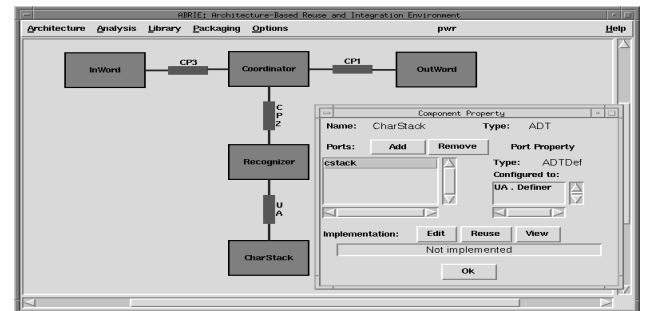 ABRIE: Architecture-Based Reuse and Integration Environment
Architecture Analysis Library Packaging Options pwr Help
InWord CP3 Coordinator CP1 OutWord
CP2
Recognizer
UA
CharStack
Component Property
Name: CharStack Type: ADT
Ports: Add Remove Port Property
cstack Type: ADTDef
Configured to:
UA . Definer
Implementation: Edit Reuse View
Not implemented
Ok